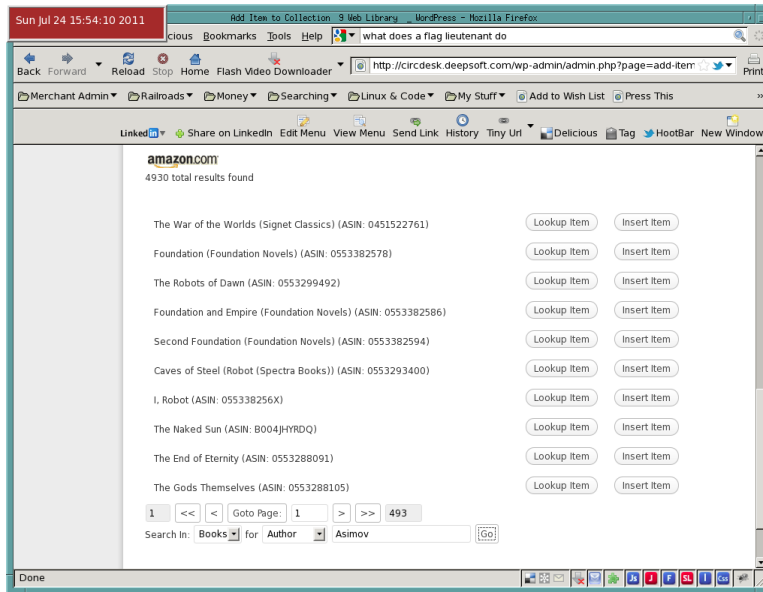 Sun Jul 24 15:54:10 2011
Add Item to Collection 9 Web Library _ WordPress - Mozilla Firefox
cious Bookmarks Tools Help what does a flag lieutenant do
Back Forward Reload Stop Home Flash Video Downloader http://circdesk.deepsoft.com/wp-admin/admin.php?page=add-item Print
Merchant Admin Railroads Money Searching Linux & Code My Stuff Add to Wish List Press This »
Linked in Share on LinkedIn Edit Menu View Menu Send Link History Tiny Url Delicious Tag HootBar New Window
amazon.com
4930 total results found
The War of the Worlds (Signet Classics) (ASIN: 0451522761) Lookup Item Insert Item
Foundation (Foundation Novels) (ASIN: 0553382578) Lookup Item Insert Item
The Robots of Dawn (ASIN: 0553299492) Lookup Item Insert Item
Foundation and Empire (Foundation Novels) (ASIN: 0553382586) Lookup Item Insert Item
Second Foundation (Foundation Novels) (ASIN: 0553382594) Lookup Item Insert Item
Caves of Steel (Robot (Spectra Books)) (ASIN: 0553293400) Lookup Item Insert Item
I, Robot (ASIN: 055338256X) Lookup Item Insert Item
The Naked Sun (ASIN: B004JHYRDQ) Lookup Item Insert Item
The End of Eternity (ASIN: 0553288091) Lookup Item Insert Item
The Gods Themselves (ASIN: 0553288105) Lookup Item Insert Item
1 << < Goto Page: 1 > >> 493
Search In: Books for Author Asimov Go
Done Js J F SL I Css